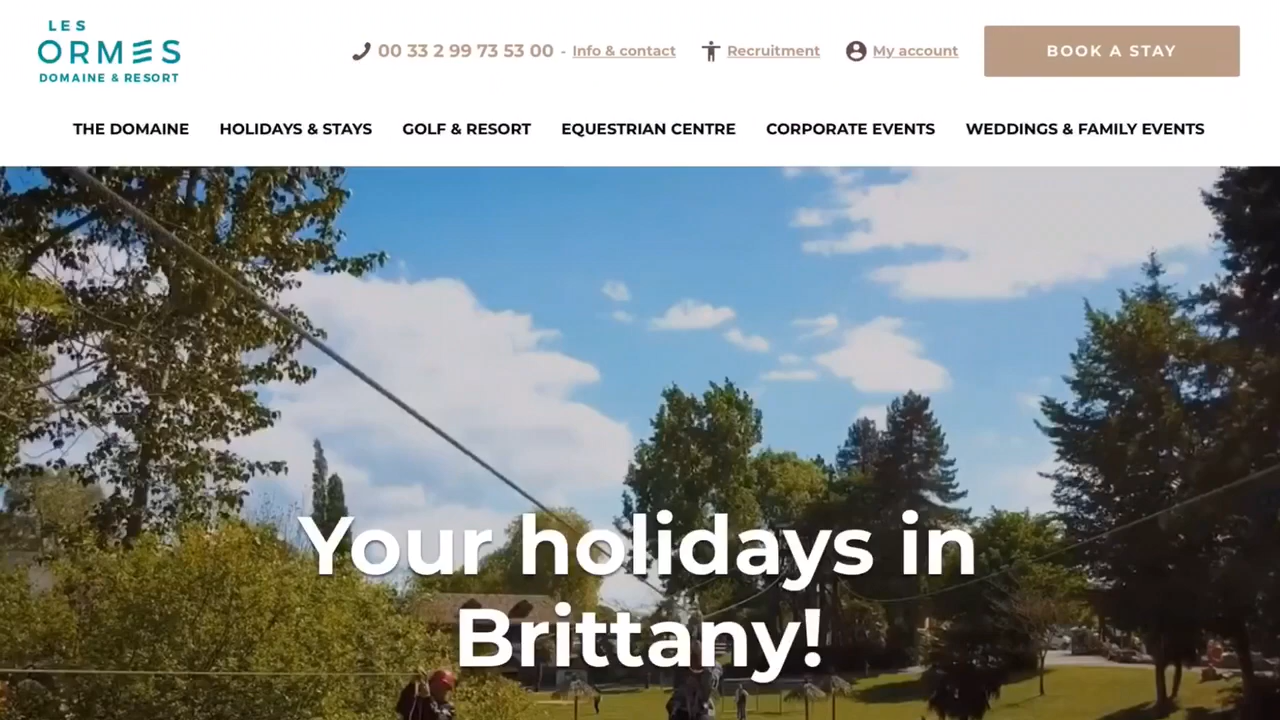 LES
ORMES
DOMAINE & RESORT
00 33 2 99 73 53 00 - Info & contact
Recruitment
My account
BOOK A STAY
THE DOMAINE
HOLIDAYS & STAYS
GOLF & RESORT
EQUESTRIAN CENTRE
CORPORATE EVENTS
WEDDINGS & FAMILY EVENTS
Your holidays in
Brittany!